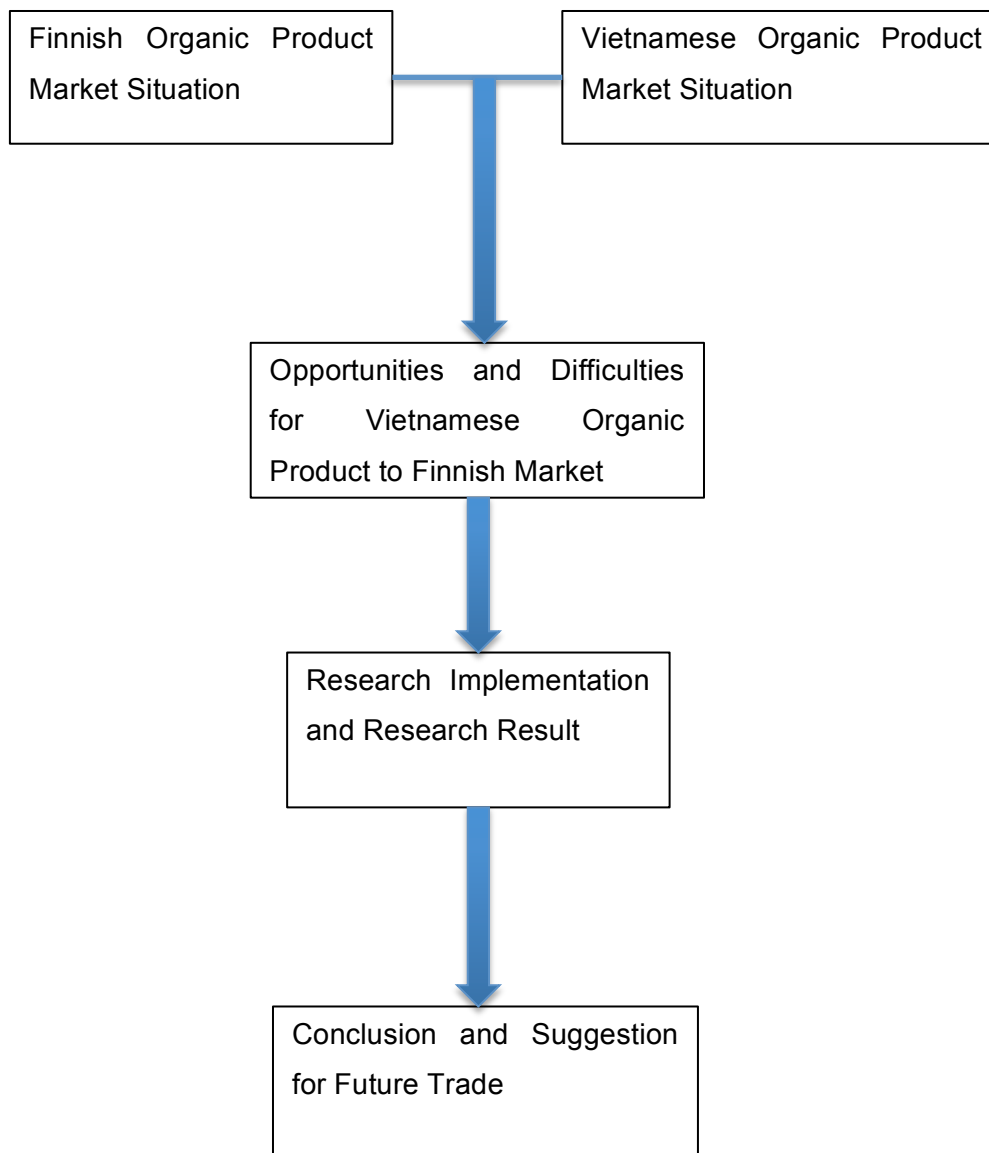 Finnish Organic Product
Market Situation
Vietnamese Organic Product
Market Situation
Opportunities and Difficulties
for Vietnamese Organic
Product to Finnish Market
Research Implementation
and Research Result
Conclusion and Suggestion
for Future Trade